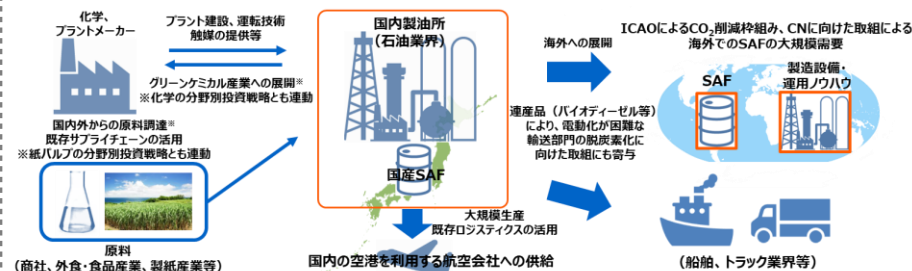 化学、
プラントメーカー
プラント建設、運転技術
触媒の提供等
グリーンケミカル産業への展開※
※化学の分野別投資戦略とも連動
国内外からの原料調達※
既存サプライチェーンの活用
※紙パルプの分野別投資戦略とも連動
原料
(商社、外食・食品産業、製紙産業等)
国内製油所
(石油業界)
国産SAF
大規模生産
既存ロジスティクスの活用
国内の空港を利用する航空会社への供給
海外への展開
連産品(バイオディーゼル等)
により、電動化が困難な
輸送部門の脱炭素化に
向けた取組にも寄与
ICAOによるCO₂削減枠組み、CNに向けた取組による
海外でのSAFの大規模需要
SAF
製造設備・
運用ノウハウ
(船舶、トラック業界等)